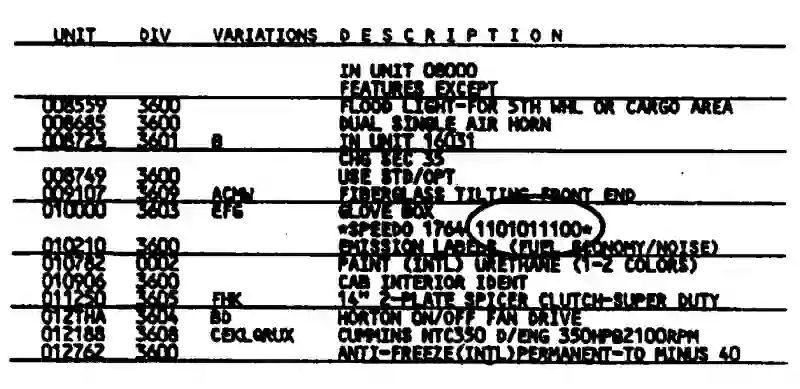 UNIT DIV VARIATIONS D E S C R I P T I O N
IN UNIT 08000
FEATURES EXCEPT
008559 3600 FLOOD LIGHT-FOR 5TH WHL OR CARGO AREA
008685 3600 DUAL SINGLE AIR HORN
008723 3601 B IN UNIT 16031
CHG SEC 35
008749 3600 USE STD/OPT
009107 3609 ACMW FIBERGLASS TILTING FRONT END
010000 3603 EFG GLOVE BOX
*SPEEDO 1764 1101011100*
010210 3600 EMISSION LABELS (FUEL ECONOMY/NOISE)
010782 0002 PAINT (INTL) URETHANE (1-2 COLORS)
010906 3600 CAB INTERIOR IDENT
011250 3605 FHK 14" 2-PLATE SPICER CLUTCH-SUPER DUTY
0121HA 3604 BD HORTON ON/OFF FAN DRIVE
012188 3608 CEKLQRUX CUMMINS NTC350 D/ENG 350HP@2100RPM
012762 3600 ANTI-FREEZE(INTL)PERMANENT-TO MINUS 40